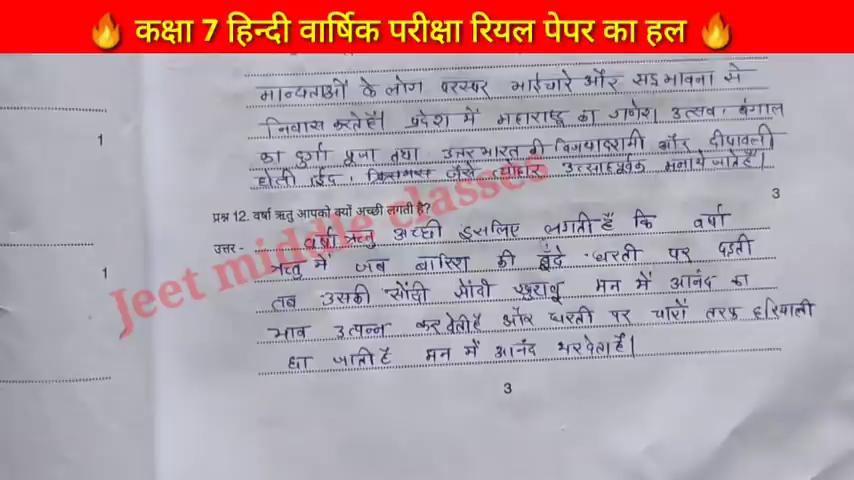 🔥 कक्षा 7 हिन्दी वार्षिक परीक्षा रियल पेपर का हल 🔥
मान्यताओं के लोग परस्पर भाईचारे और सद्भावना से
निवास करते हैं। प्रदेश में महाराष्ट्र का गणेश उत्सव, बंगाल
1
का दुर्गा पूजा तथा उत्तर भारत की विजयादशमी और दीपावली
होली ईद, क्रिसमस जैसे त्योहार उत्साहपूर्वक मनाये जाते हैं।
3
प्रश्न 12. वर्षा ऋतु आपको क्यों अच्छी लगती है?
उत्तर - वर्षा ऋतु अच्छी इसलिए लगती है कि वर्षा
1
ऋतु में जब बारिश की बूंदे धरती पर पड़ती
तब उसकी सोंदी सोंदी खुशबू मन में आनंद का
भाव उत्पन्न कर देती है और धरती पर चारों तरफ हरियाली
छा जाती है मन में आनंद भर देता है।
3
Jeet middle classes